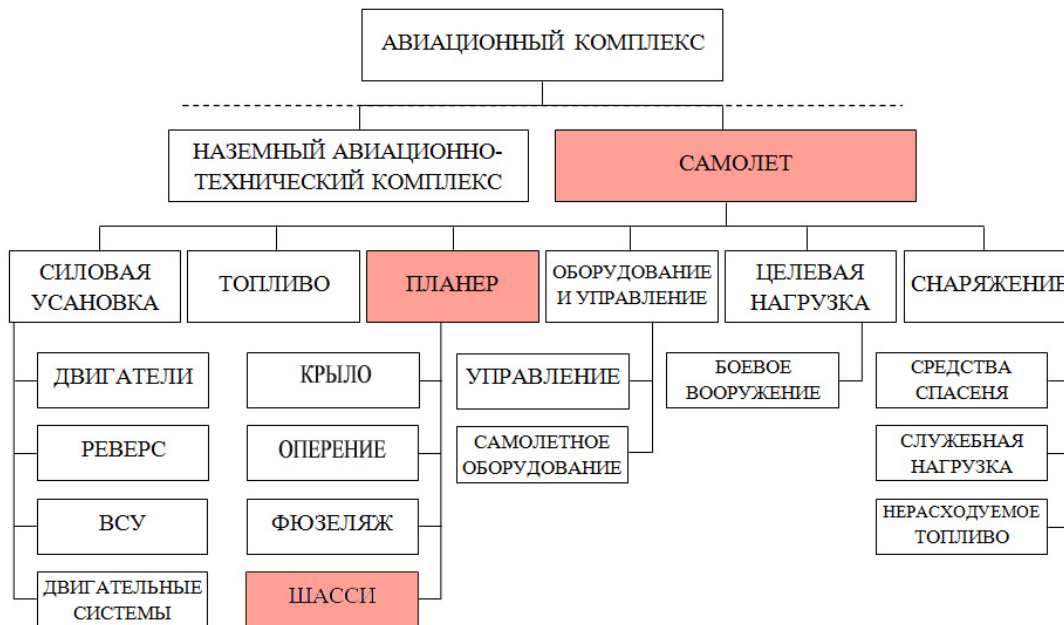 АВИАЦИОННЫЙ КОМПЛЕКС
НАЗЕМНЫЙ АВИАЦИОННО-
ТЕХНИЧЕСКИЙ КОМПЛЕКС
САМОЛЕТ
СИЛОВАЯ
УСАНОВКА
ТОПЛИВО
ПЛАНЕР
ОБОРУДОВАНИЕ
И УПРАВЛЕНИЕ
ЦЕЛЕВАЯ
НАГРУЗКА
СНАРЯЖЕНИЕ
ДВИГАТЕЛИ
РЕВЕРС
ВСУ
ДВИГАТЕЛЬНЫЕ
СИСТЕМЫ
КРЫЛО
ОПЕРЕНИЕ
ФЮЗЕЛЯЖ
ШАССИ
УПРАВЛЕНИЕ
САМОЛЕТНОЕ
ОБОРУДОВАНИЕ
БОЕВОЕ
ВООРУЖЕНИЕ
СРЕДСТВА
СПАСЕНЯ
СЛУЖЕБНАЯ
НАГРУЗКА
НЕРАСХОДУЕМОЕ
ТОПЛИВО